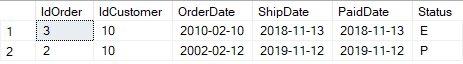 IdOrder IdCustomer OrderDate ShipDate PaidDate Status
1 3 10 2010-02-10 2018-11-13 2018-11-13 E
2 2 10 2002-02-12 2019-11-12 2019-11-12 P